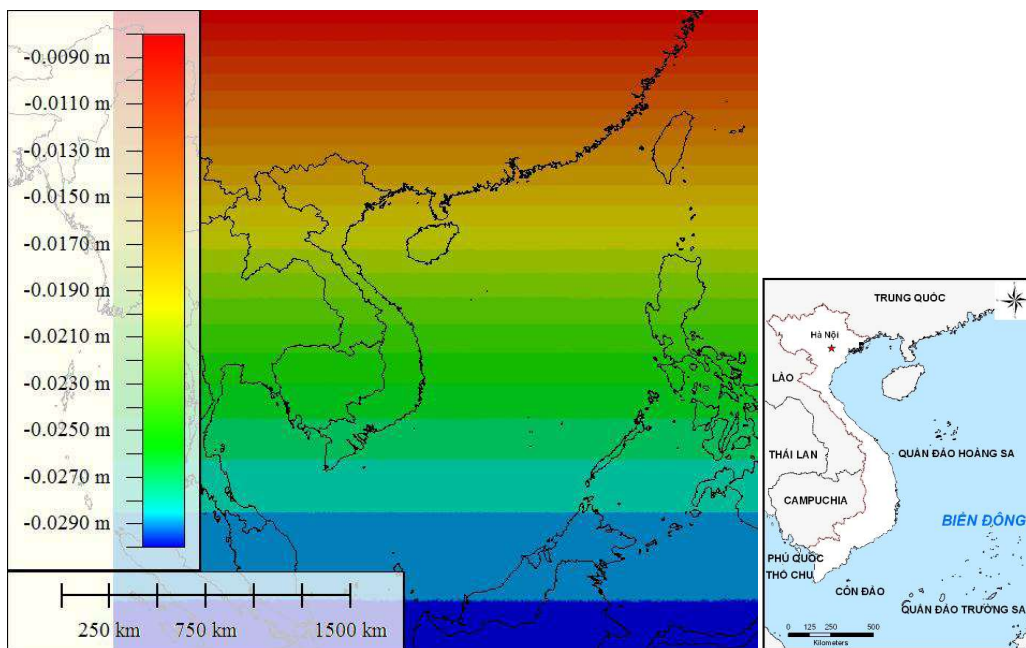 -0.0090 m
-0.0110 m
-0.0130 m
-0.0150 m
-0.0170 m
-0.0190 m
-0.0210 m
-0.0230 m
-0.0250 m
-0.0270 m
-0.0290 m
250 km 750 km 1500 km
TRUNG QUỐC
Hà Nội
LÀO
THÁI LAN
QUẦN ĐẢO HOÀNG SA
CAMPUCHIA
BIỂN ĐÔNG
PHÚ QUỐC
THỔ CHU
CÔN ĐẢO
QUẦN ĐẢO TRƯỜNG SA
0 125 250 500
Kilometers